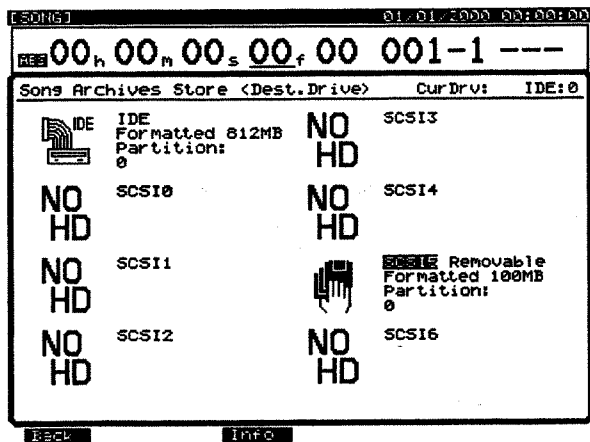 [SONG] 01/01/2000 00:00:00
ABS 00h 00m 00s 00f 00 001-1 ---
Song Archives Store <Dest.Drive> CurDrv: IDE:0
IDE
IDE
Formatted 812MB
Partition:
0
NO HD
SCSI0
NO HD
SCSI1
NO HD
SCSI2
NO HD
SCSI3
NO HD
SCSI4
SCSI5 Removable
Formatted 100MB
Partition:
0
NO HD
SCSI6
Back Info